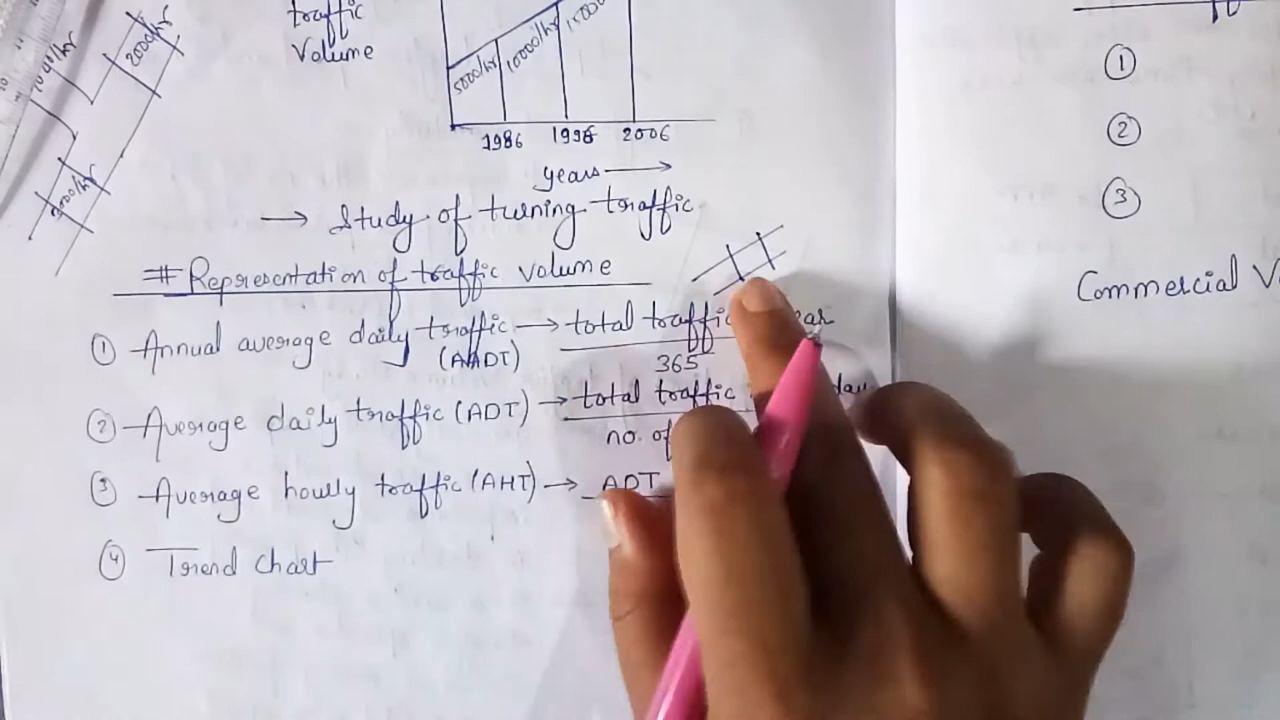 traffic
Volume
1000/hr
2000/hr
3000/hr
5000/hr
10000/hr
1986 1996 2006
years →
→ Study of turning traffic
# Representation of traffic volume
① Annual average daily traffic → total traffic
(AADT)
365
② Average daily traffic (ADT) → total traffic
no. of
③ Average hourly traffic (AHT) → ADT
④ Trend chart
①
②
③
Commercial V